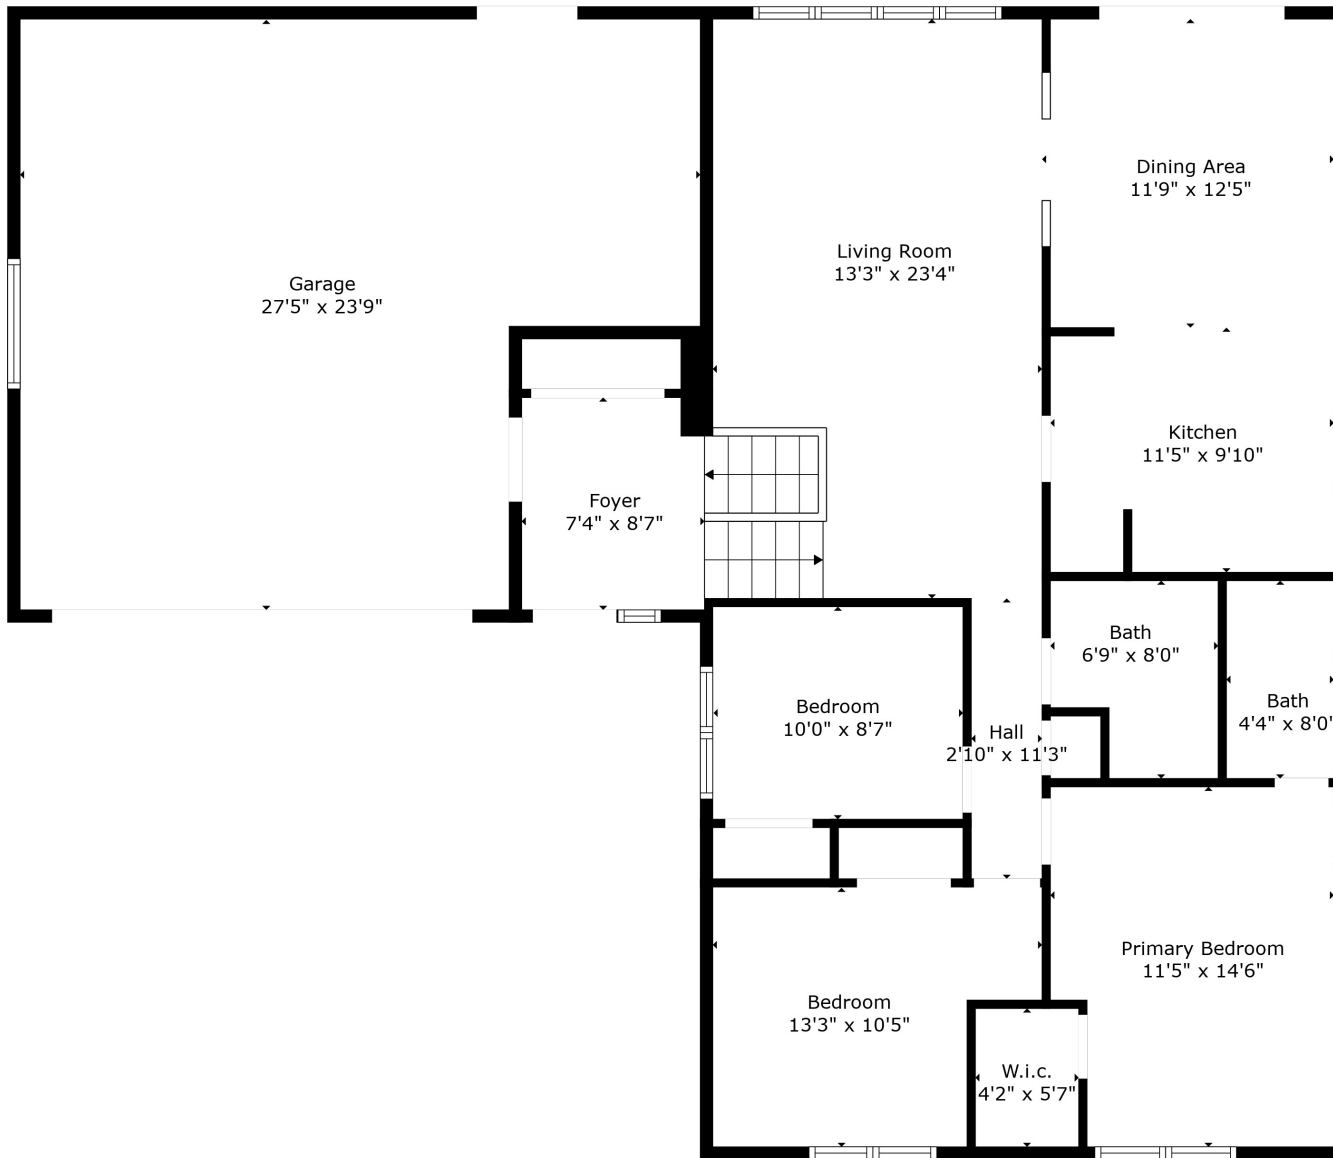 Dining Area
11'9" x 12'5"
Living Room
13'3" x 23'4"
Garage
27'5" x 23'9"
Kitchen
11'5" x 9'10"
Foyer
7'4" x 8'7"
Bath
6'9" x 8'0"
Bath
4'4" x 8'0"
Bedroom
10'0" x 8'7"
Hall
2'10" x 11'3"
Primary Bedroom
11'5" x 14'6"
Bedroom
13'3" x 10'5"
W.i.c.
4'2" x 5'7"